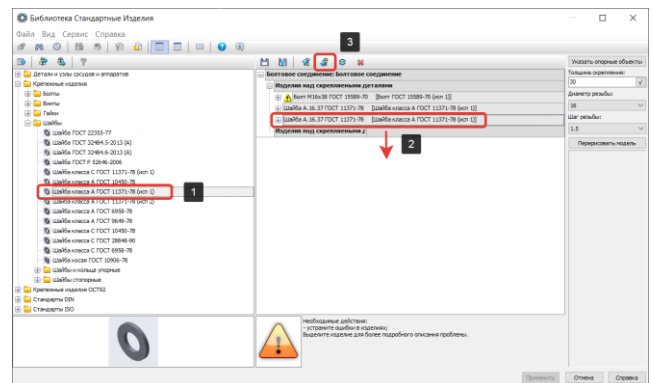 Библиотека Стандартные Изделия
Файл Вид Сервис Справка
3
Указать опорные объекты
Детали и узлы сосудов и аппаратов
Крепежные изделия
Болты
Винты
Гайки
Шайбы
Шайба ГОСТ 22355-77
Шайба ГОСТ 32484.5-2013 (А)
Шайба ГОСТ 32484.6-2013 (А)
Шайба ГОСТ Р 52646-2006
Шайба класса С ГОСТ 11371-78 (исп 1)
Шайба класса А ГОСТ 10450-78
Шайба класса А ГОСТ 11371-78 (исп 1)
1
Шайба класса А ГОСТ 11371-78 (исп 2)
Шайба класса А ГОСТ 6958-78
Шайба класса А ГОСТ 9649-78
Шайба класса С ГОСТ 10450-78
Шайба класса С ГОСТ 28848-90
Шайба класса С ГОСТ 6958-78
Шайба косая ГОСТ 10906-78
Шайбы и кольца упорные
Шайбы стопорные
Крепежные изделия ОСТ92
Стандарты DIN
Стандарты ISO
Болтовое соединение: Болтовое соединение
Изделия над скрепляемыми деталями
Болт М16х38 ГОСТ 15589-70 [Болт ГОСТ 15589-70 (исп 1)]
Шайба А.16.37 ГОСТ 11371-78 [Шайба класса А ГОСТ 11371-78 (исп 1)]
Шайба А.16.37 ГОСТ 11371-78 [Шайба класса А ГОСТ 11371-78 (исп 1)]
Изделия под скрепляемыми д
2
Толщина скрепления:
30
Диаметр резьбы:
16
Шаг резьбы:
1.5
Перерисовать модель
Необходимые действия:
- устраните ошибки в изделиях;
Выделите изделие для более подробного описания проблемы.
Применить Отмена Справка